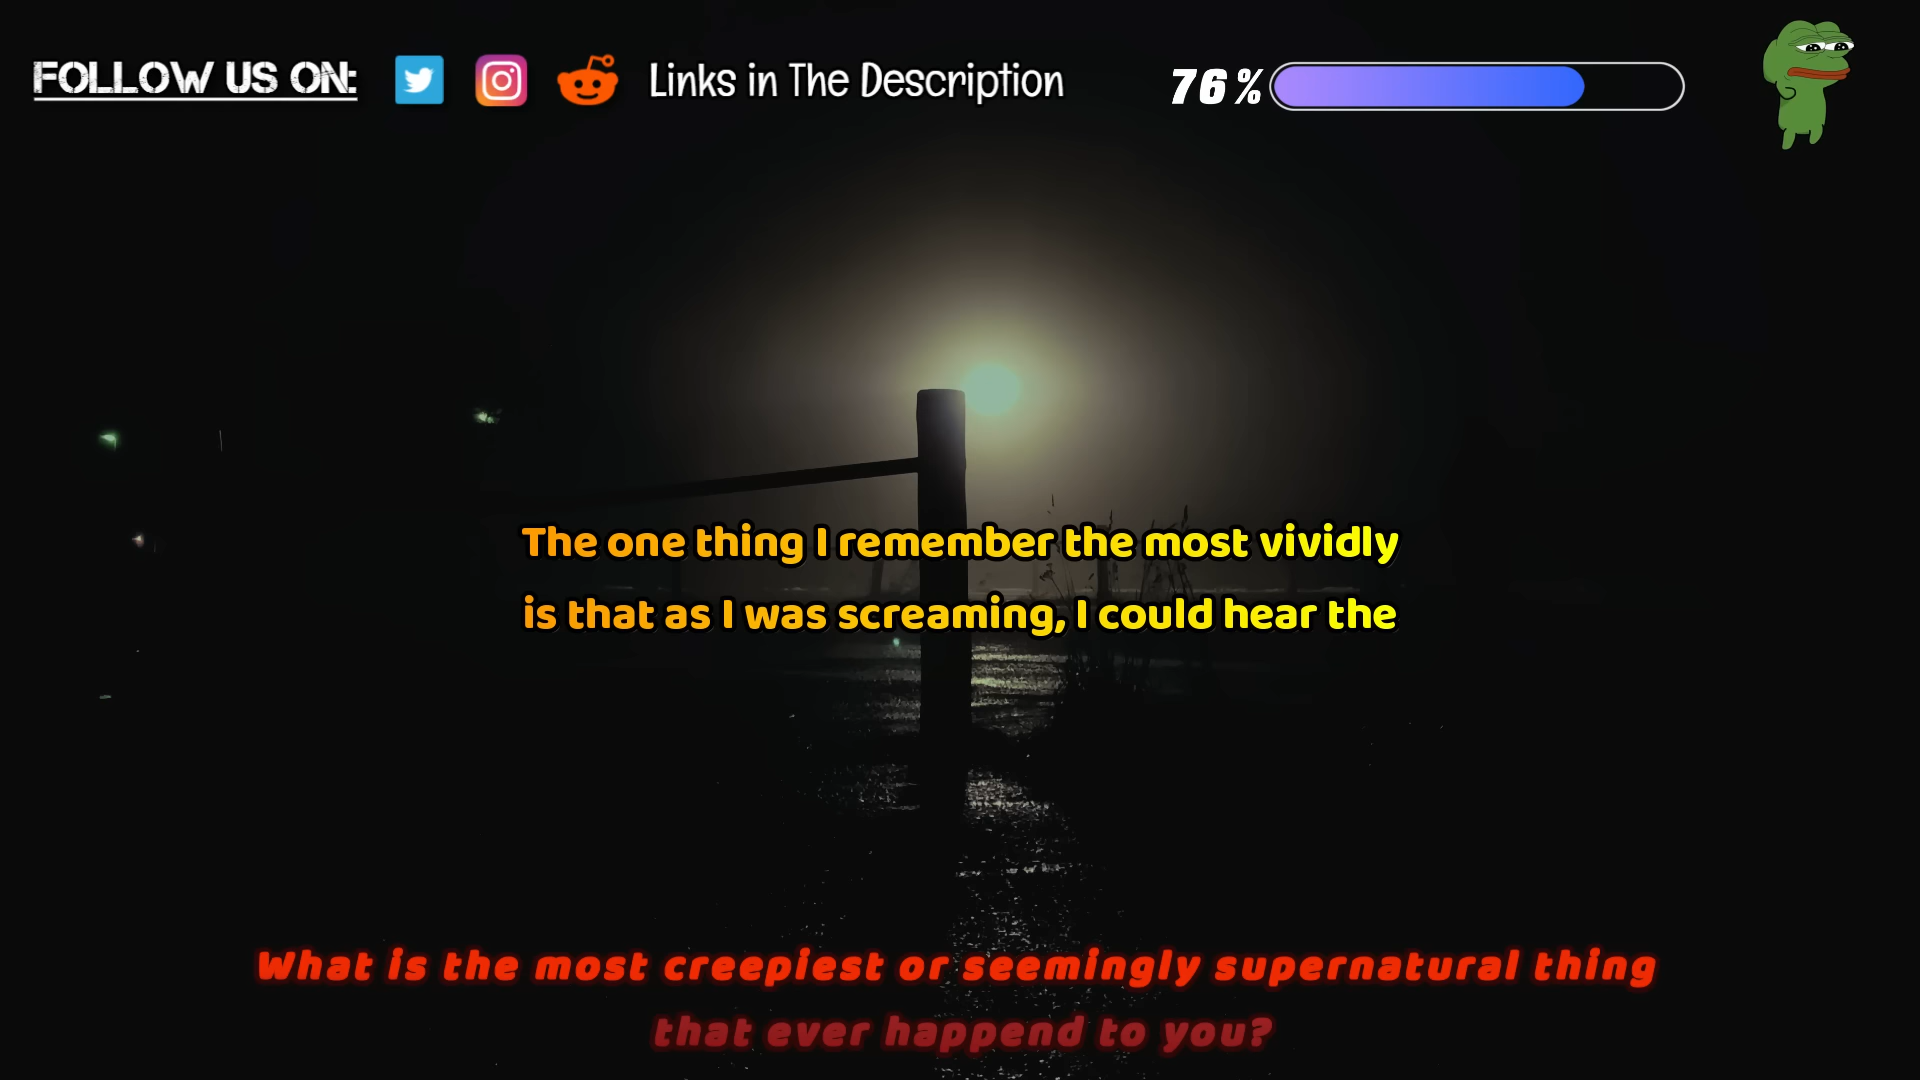 FOLLOW US ON:
Links in The Description
76%
The one thing I remember the most vividly
is that as I was screaming, I could hear the
What is the most creepiest or seemingly supernatural thing
that ever happend to you?